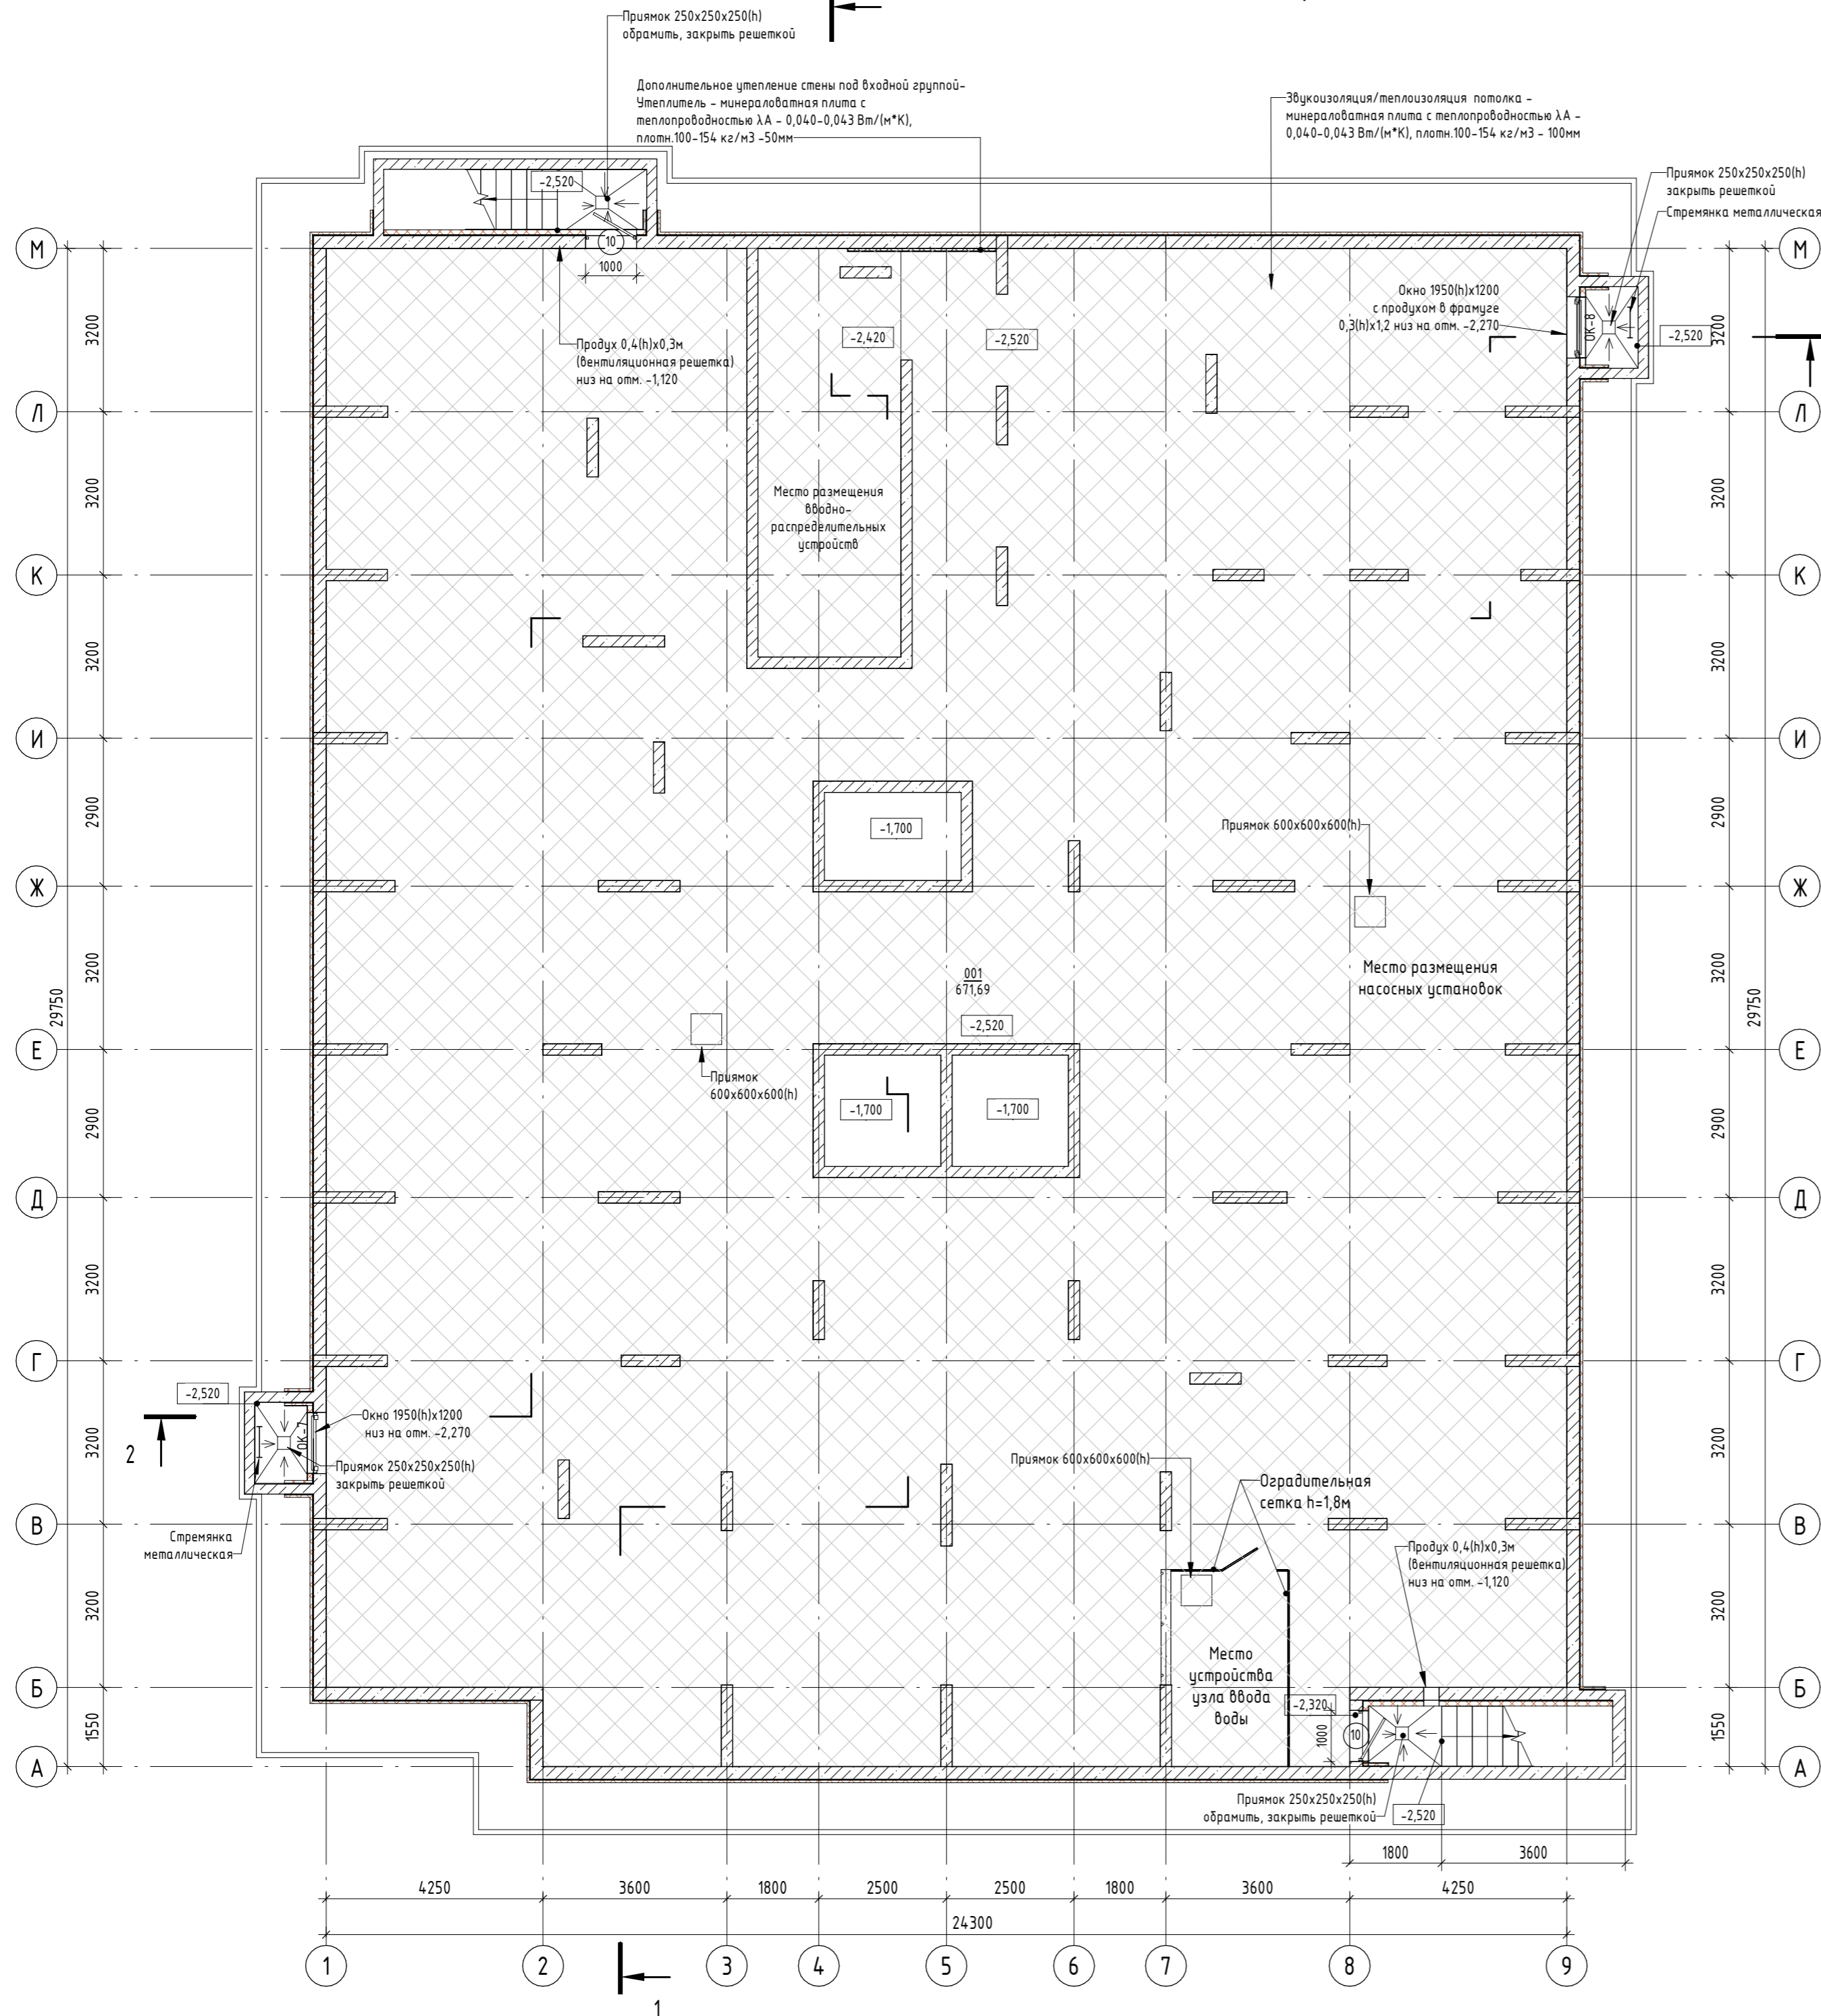 Приямок 250х250х250(h)
обрамить, закрыть решеткой
Дополнительное утепление стены под входной группой-
Утеплитель - минераловатная плита с
теплопроводностью λА - 0,040-0,043 Вт/(м*К),
плотн.100-154 кг/м3 -50мм
Звукоизоляция/теплоизоляция потолка -
минераловатная плита с теплопроводностью λА -
0,040-0,043 Вт/(м*К), плотн.100-154 кг/м3 - 100мм
Приямок 250х250х250(h)
закрыть решеткой
Стремянка металлическая
-2,520
М
10
1000
М
Окно 1950(h)х1200
с продухом в фрамуге
0,3(h)х1,2 низ на отм. -2,270
ОК-8
-2,520
3200
Продух 0,4(h)х0,3м
(вентиляционная решетка)
низ на отм. -1,120
-2,420
-2,520
3200
Л
Л
3200
Место размещения
вводно-
распределительных
устройств
3200
К
К
3200
3200
И
И
2900
-1,700
Приямок 600х600х600(h)
2900
Ж
Ж
3200
29750
001
671,69
Место размещения
насосных установок
3200
29750
-2,520
Е
Е
Приямок
600х600х600(h)
2900
-1,700
-1,700
2900
Д
Д
3200
3200
Г
Г
-2,520
2
3200
ОК-7
Окно 1950(h)х1200
низ на отм. -2,270
Приямок 250х250х250(h)
закрыть решеткой
Приямок 600х600х600(h)
Оградительная
сетка h=1,8м
3200
В
Стремянка
металлическая
В
Продух 0,4(h)х0,3м
(вентиляционная решетка)
низ на отм. -1,120
3200
3200
Место
устройства
узла ввода
воды
Б
-2,320
Б
1550
1000
10
1550
А
А
Приямок 250х250х250(h)
обрамить, закрыть решеткой
-2,520
1800
3600
4250
3600
1800
2500
2500
1800
3600
4250
24300
1
2
3
4
5
6
7
8
9
1